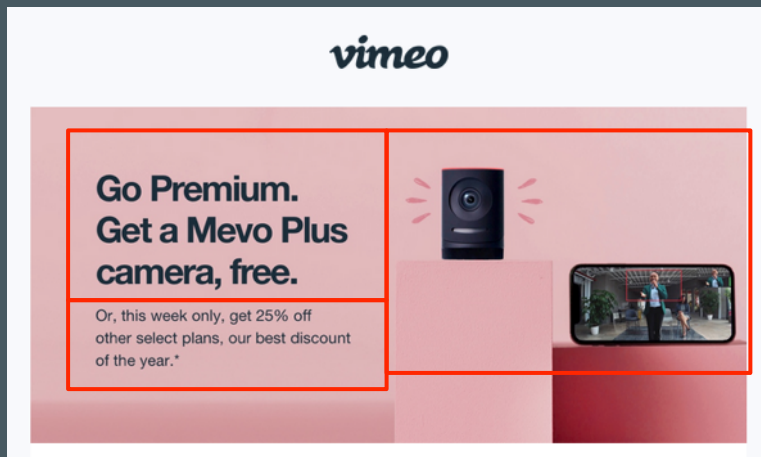 vimeo
Go Premium.
Get a Mevo Plus
camera, free.
Or, this week only, get 25% off
other select plans, our best discount
of the year.*